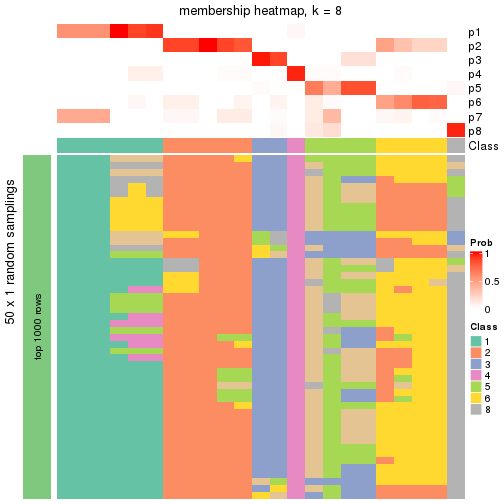 membership heatmap, k = 8
p1
p2
p3
p4
p5
p6
p7
p8
Class
50 x 1 random samplings
top 1000 rows
Prob
1
0.5
0
Class
1
2
3
4
5
6
8